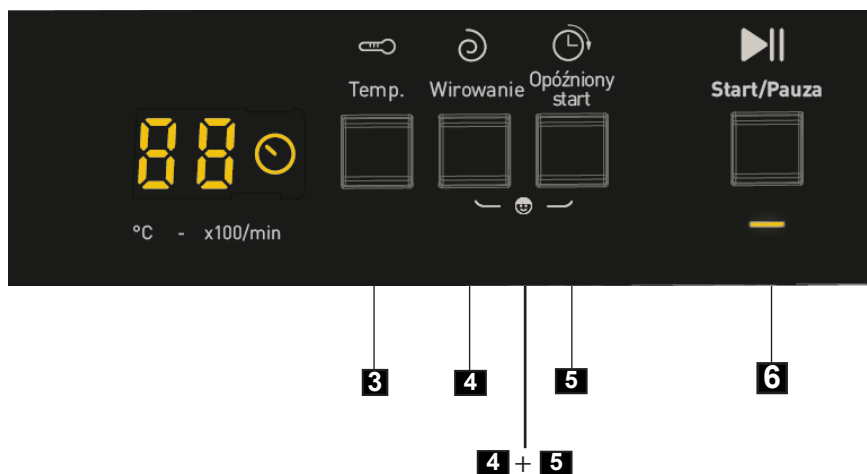 Temp. Wirowanie Opóźniony
start
Start/Pauza
88
°C - x100/min
3 4 5 6
4 + 5